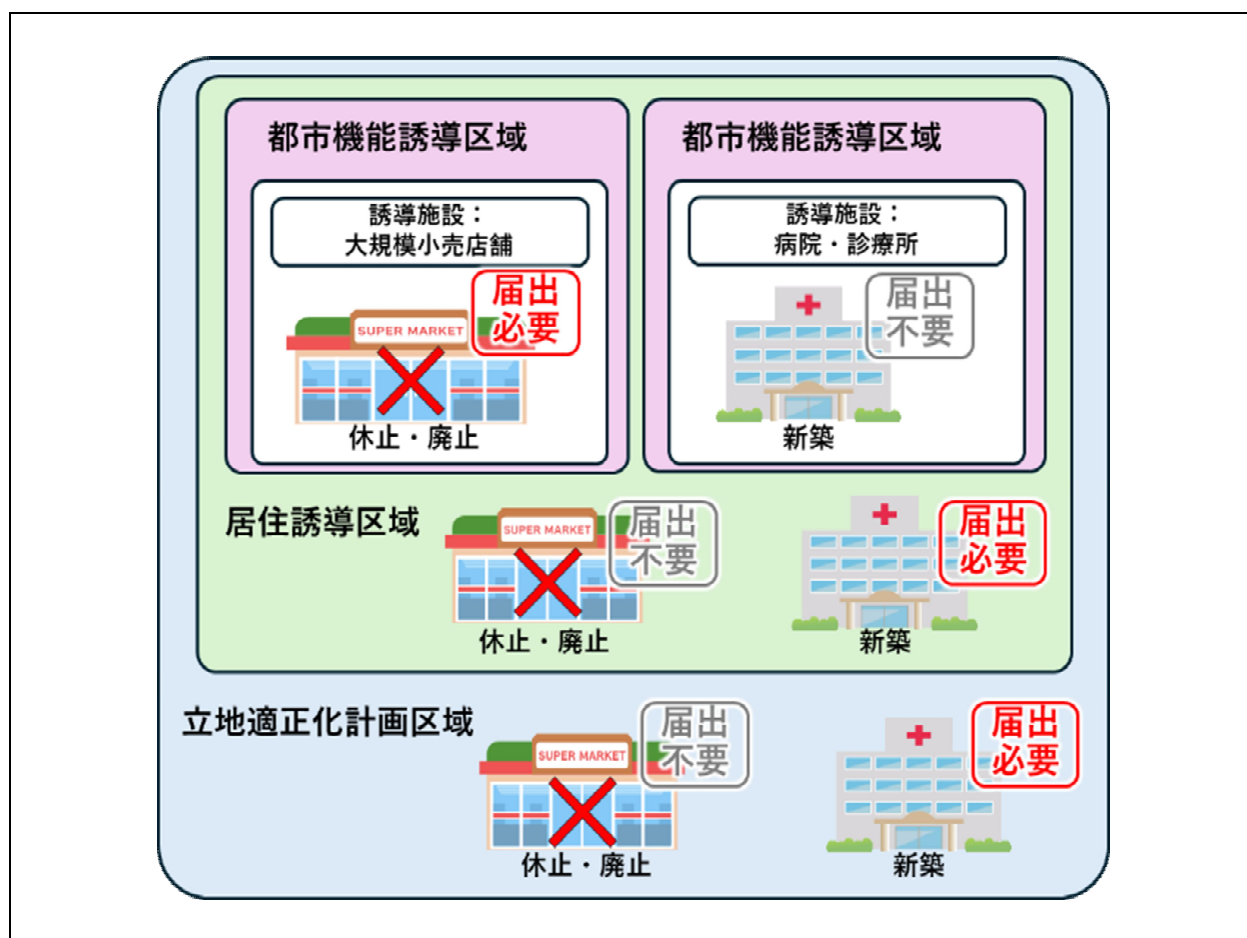 都市機能誘導区域
誘導施設：
大規模小売店舗
届出
必要
SUPER MARKET
休止・廃止
都市機能誘導区域
誘導施設：
病院・診療所
届出
不要
新築
居住誘導区域
SUPER MARKET
届出
不要
休止・廃止
届出
必要
新築
立地適正化計画区域
SUPER MARKET
届出
不要
休止・廃止
届出
必要
新築